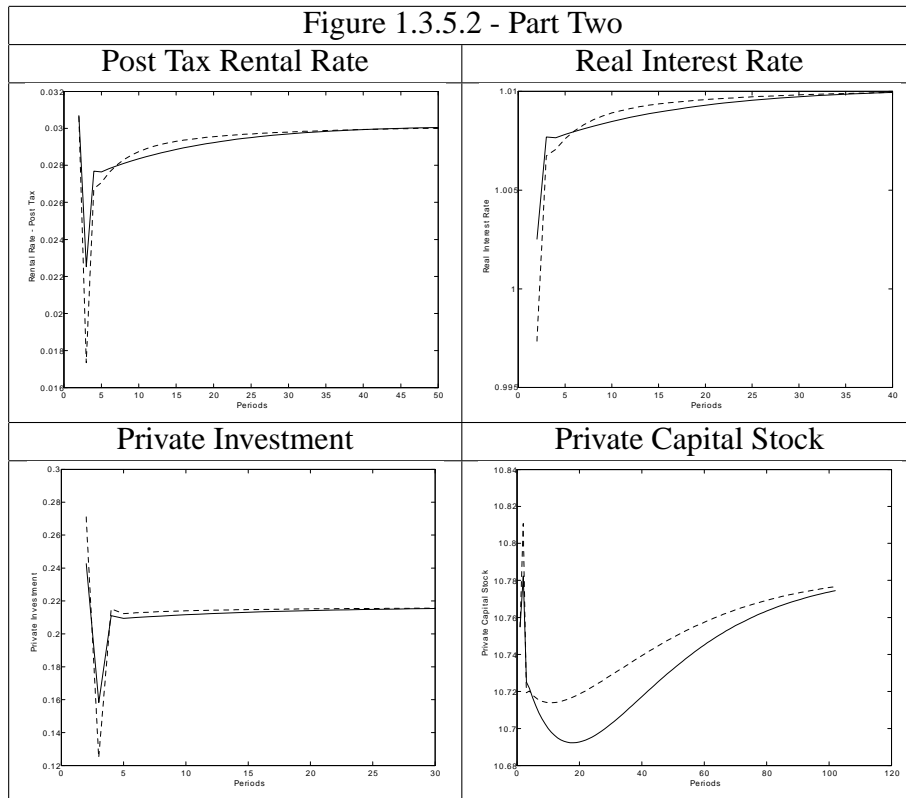 Figure 1.3.5.2 - Part Two
Post Tax Rental Rate
Real Interest Rate
0.032
0.03
0.028
0.026
0.024
0.022
0.02
0.018
0.016
Rental Rate - Post Tax
0 5 10 15 20 25 30 35 40 45 50
Periods
1.01
1.005
1
0.995
Real Interest Rate
0 5 10 15 20 25 30 35 40
Periods
Private Investment
Private Capital Stock
0.3
0.28
0.26
0.24
0.22
0.2
0.18
0.16
0.14
0.12
Private Investment
0 5 10 15 20 25 30
Periods
10.84
10.82
10.8
10.78
10.76
10.74
10.72
10.7
10.68
Private Capital Stock
0 20 40 60 80 100 120
Periods